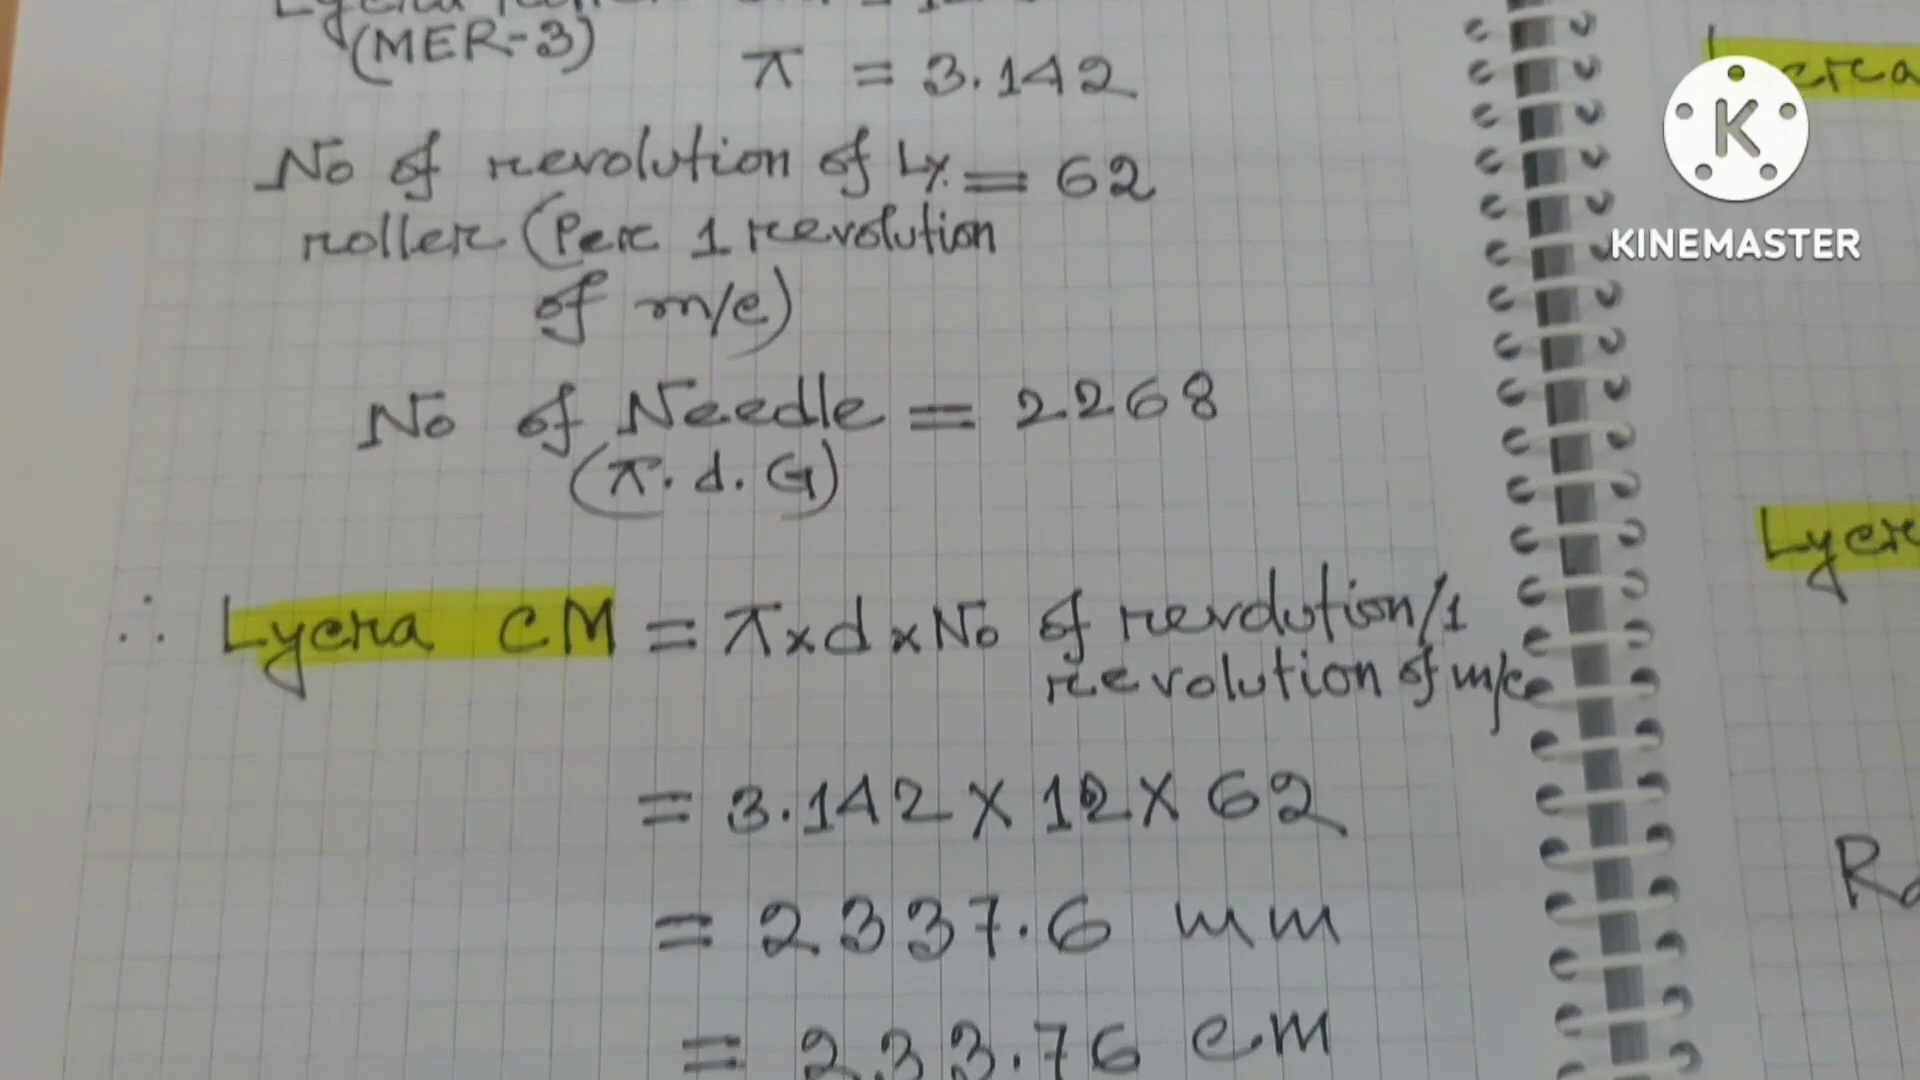 (MER-3)
π = 3.142
No of revolution of Ly. = 62
roller (Per 1 revolution
of m/c)
No of Needle = 2268
(π.d.G)
∴ Lycra CM = π x d x No of revolution/1
revolution of m/c
= 3.142 X 12 X 62
= 2337.6 mm
= 233.76 cm
K
KINEMASTER
Ro